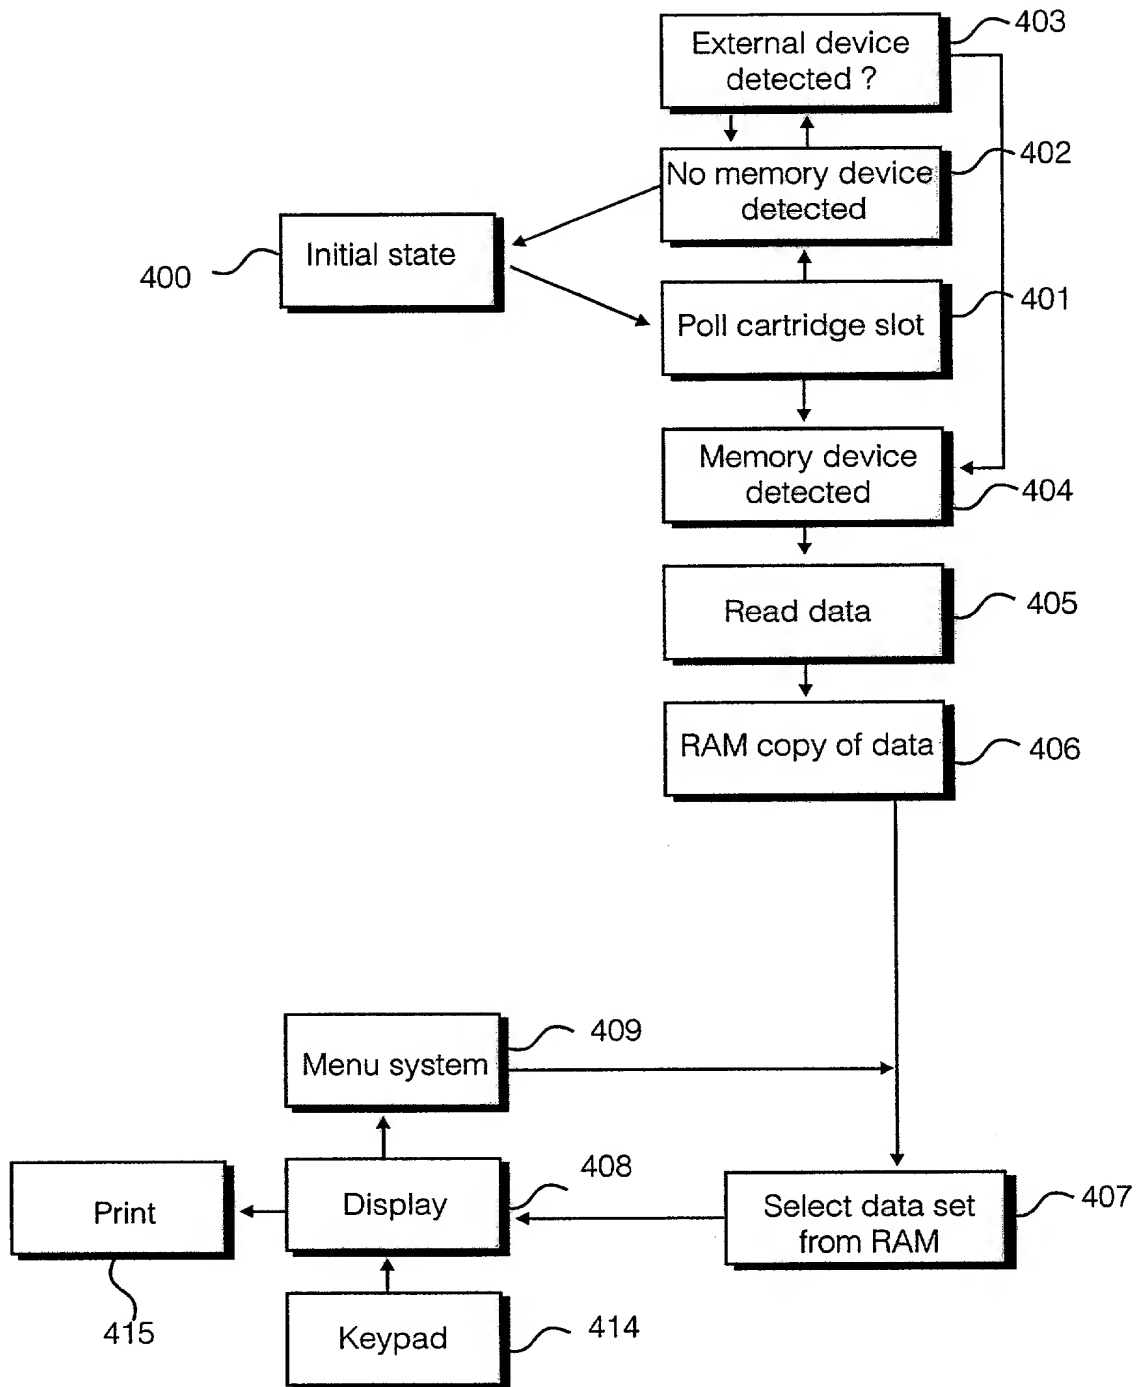 403
External device
detected ?
402
No memory device
detected
Initial state
400
401
Poll cartridge slot
Memory device
detected
404
Read data
405
RAM copy of data
406
409
Menu system
408
Display
Print
415
Select data set
from RAM
407
Keypad
414